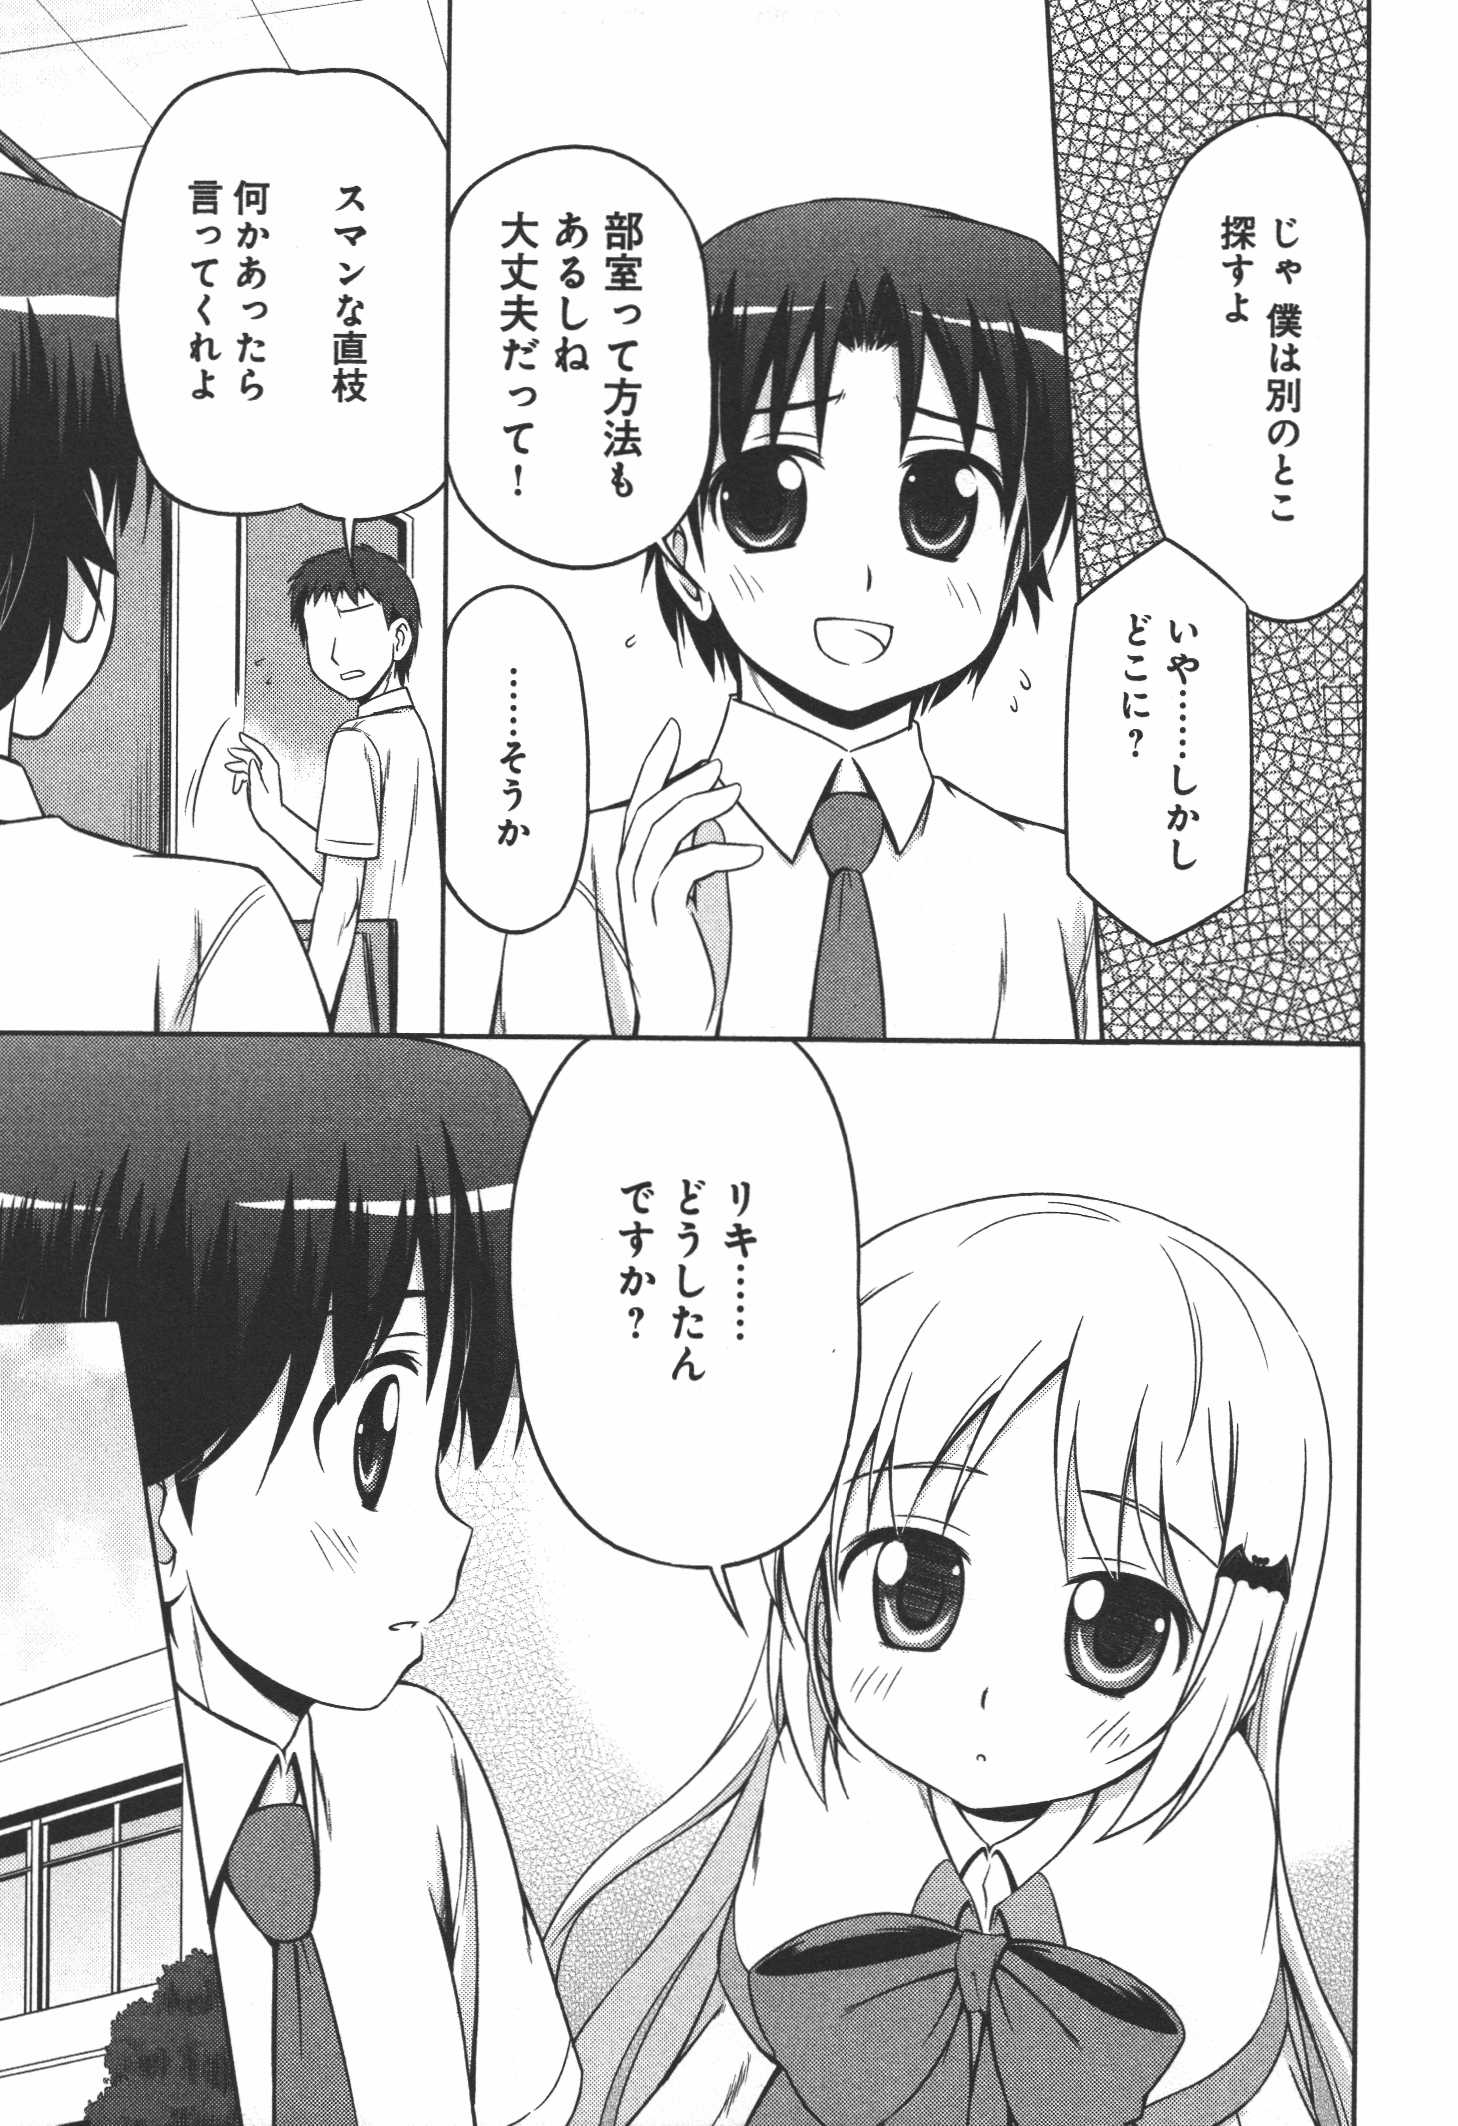 じゃ 僕は別のとこ
探すよ
いや……しかし
どこに?
部室って方法も
あるしね
大丈夫だって!
……そうか
スマンな直枝
何かあったら
言ってくれよ
リキ……
どうしたん
ですか?